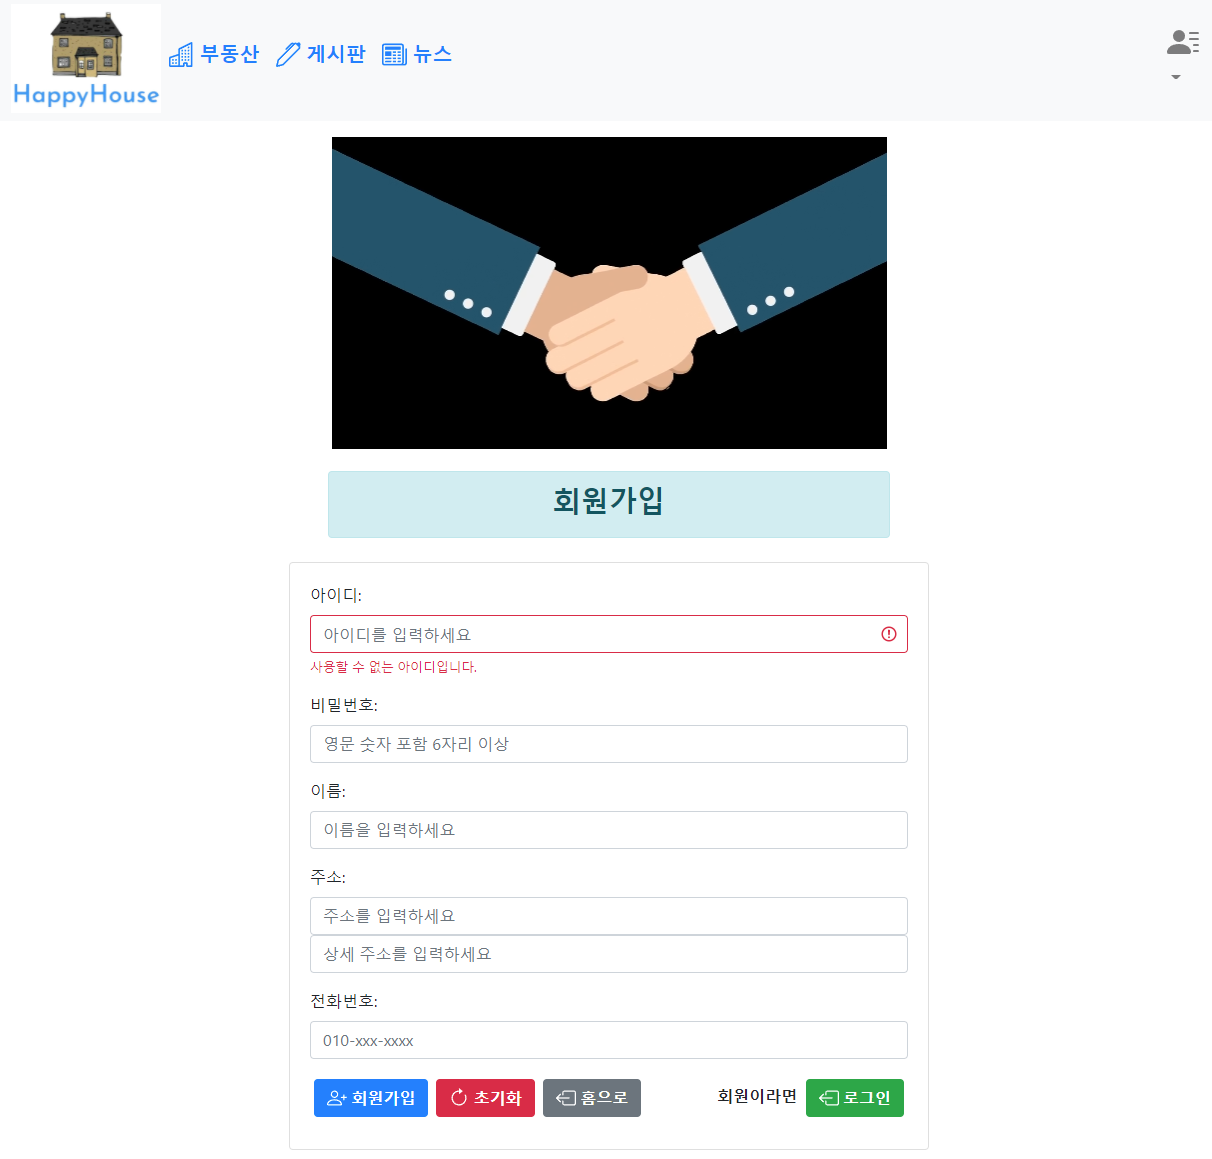 HappyHouse
부동산
게시판
뉴스
회원가입
아이디:
아이디를 입력하세요
사용할 수 없는 아이디입니다.
비밀번호:
영문 숫자 포함 6자리 이상
이름:
이름을 입력하세요
주소:
주소를 입력하세요
상세 주소를 입력하세요
전화번호:
010-xxx-xxxx
회원가입
초기화
홈으로
회원이라면
로그인